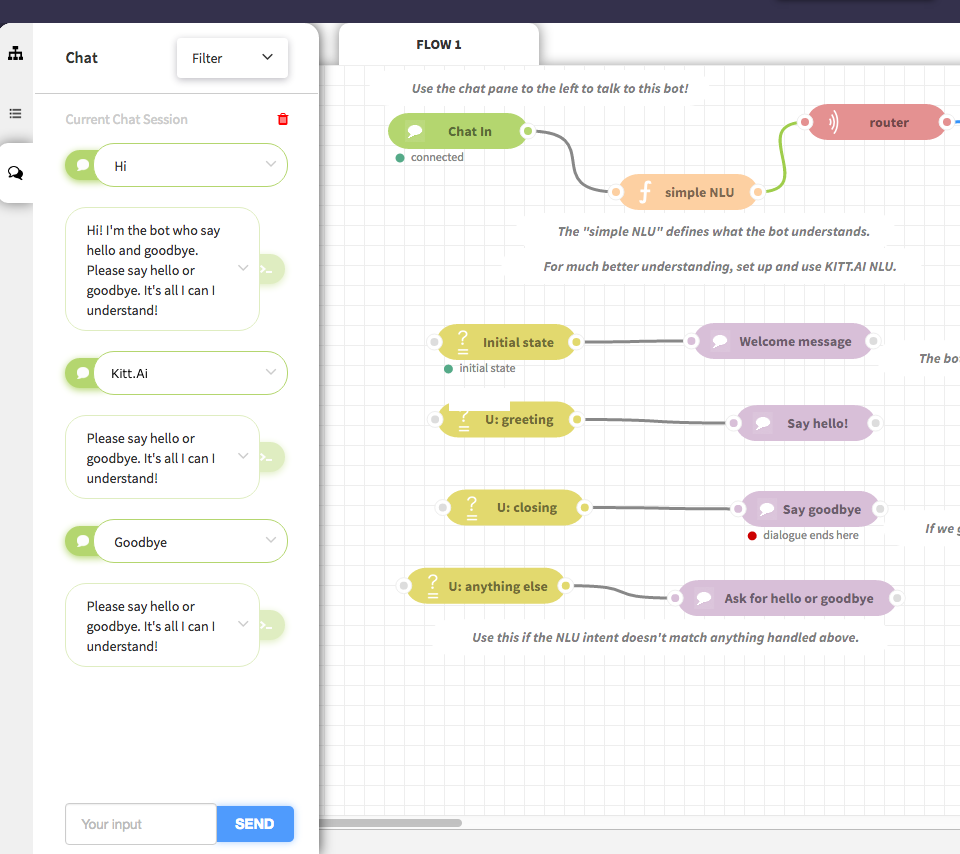 Chat
Filter
Current Chat Session
Hi
Hi! I'm the bot who say
hello and goodbye.
Please say hello or
goodbye. It's all I can I
understand!
Kitt.Ai
Please say hello or
goodbye. It's all I can I
understand!
Goodbye
Please say hello or
goodbye. It's all I can I
understand!
Your input
SEND
FLOW 1
Use the chat pane to the left to talk to this bot!
Chat In
connected
router
simple NLU
The "simple NLU" defines what the bot understands.
For much better understanding, set up and use KITT.AI NLU.
Initial state
initial state
Welcome message
The bot
U: greeting
Say hello!
U: closing
Say goodbye
dialogue ends here
If we g
U: anything else
Ask for hello or goodbye
Use this if the NLU intent doesn't match anything handled above.